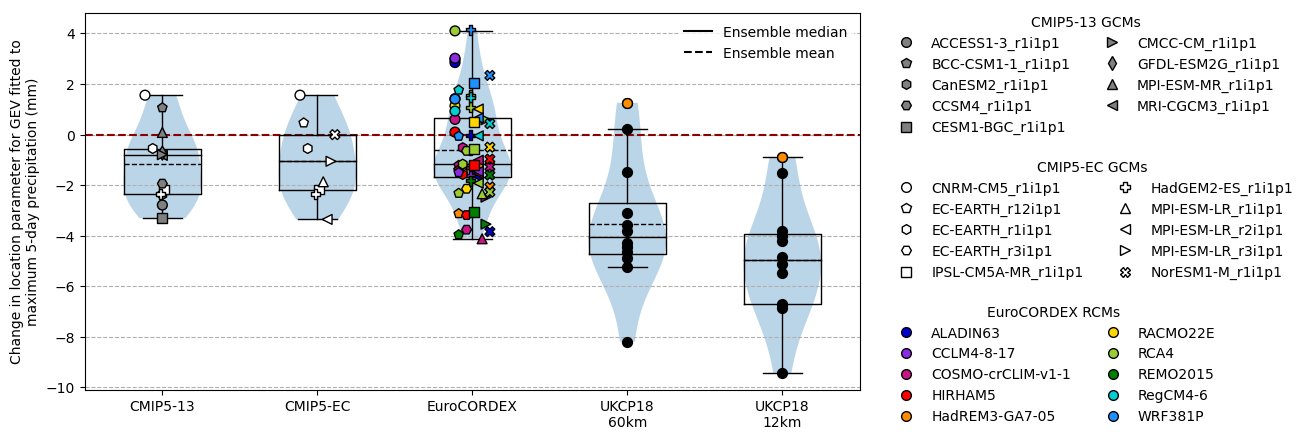 Change in location parameter for GEV fitted to
maximum 5-day precipitation (mm)
4
2
0
−2
−4
−6
−8
−10
Ensemble median
Ensemble mean
CMIP5-13
CMIP5-EC
EuroCORDEX
UKCP18
60km
UKCP18
12km
CMIP5-13 GCMs
ACCESS1-3_r1i1p1
BCC-CSM1-1_r1i1p1
CanESM2_r1i1p1
CCSM4_r1i1p1
CESM1-BGC_r1i1p1
CMCC-CM_r1i1p1
GFDL-ESM2G_r1i1p1
MPI-ESM-MR_r1i1p1
MRI-CGCM3_r1i1p1
CMIP5-EC GCMs
CNRM-CM5_r1i1p1
EC-EARTH_r12i1p1
EC-EARTH_r1i1p1
EC-EARTH_r3i1p1
IPSL-CM5A-MR_r1i1p1
HadGEM2-ES_r1i1p1
MPI-ESM-LR_r1i1p1
MPI-ESM-LR_r2i1p1
MPI-ESM-LR_r3i1p1
NorESM1-M_r1i1p1
EuroCORDEX RCMs
ALADIN63
CCLM4-8-17
COSMO-crCLIM-v1-1
HIRHAM5
HadREM3-GA7-05
RACMO22E
RCA4
REMO2015
RegCM4-6
WRF381P